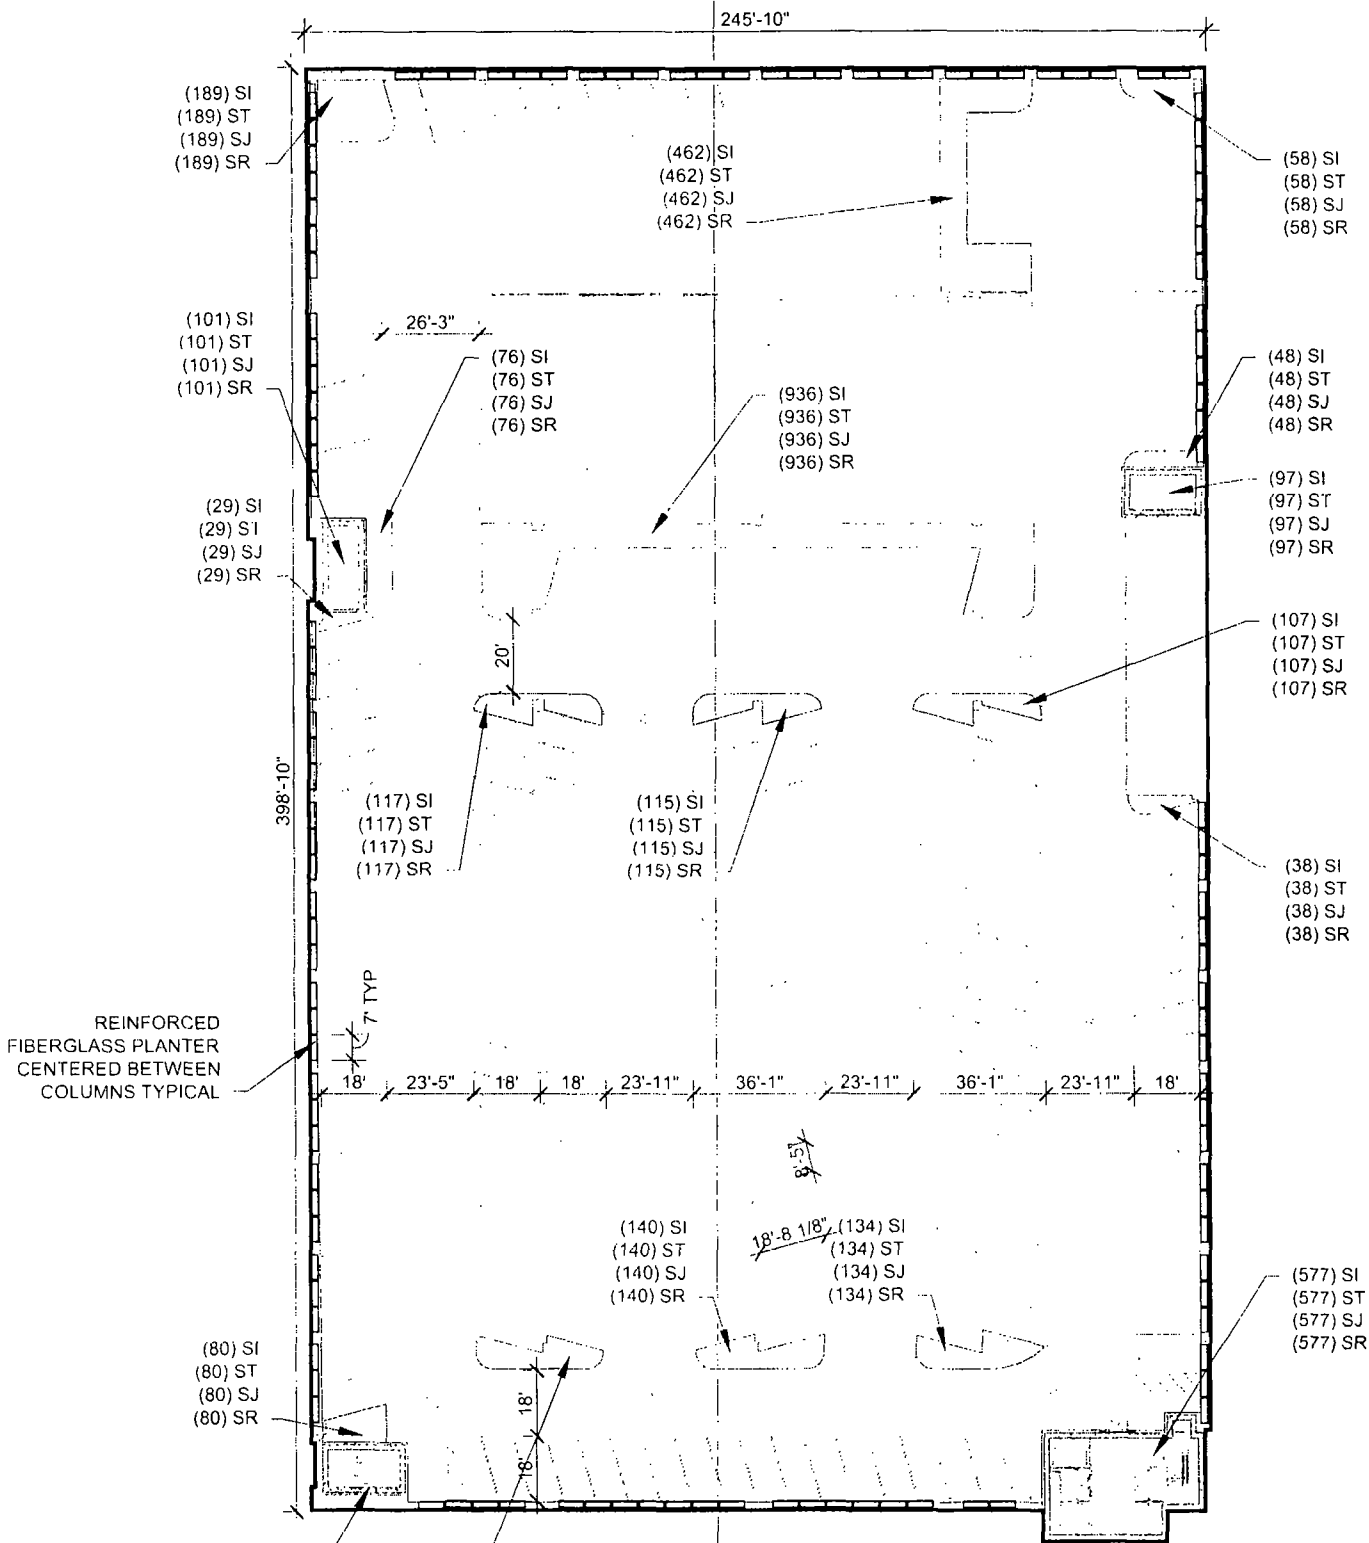 245'-10"
(189) SI
(189) ST
(189) SJ
(189) SR
(462) SI
(462) ST
(462) SJ
(462) SR
(58) SI
(58) ST
(58) SJ
(58) SR
(101) SI
(101) ST
(101) SJ
(101) SR
26'-3"
(76) SI
(76) ST
(76) SJ
(76) SR
(936) SI
(936) ST
(936) SJ
(936) SR
(48) SI
(48) ST
(48) SJ
(48) SR
(97) SI
(97) ST
(97) SJ
(97) SR
(29) SI
(29) ST
(29) SJ
(29) SR
20'
(107) SI
(107) ST
(107) SJ
(107) SR
398'-10"
(117) SI
(117) ST
(117) SJ
(117) SR
(115) SI
(115) ST
(115) SJ
(115) SR
(38) SI
(38) ST
(38) SJ
(38) SR
7' TYP
REINFORCED
FIBERGLASS PLANTER
CENTERED BETWEEN
COLUMNS TYPICAL
18' 23'-5" 18' 18' 23'-11" 36'-1" 23'-11" 36'-1" 23'-11" 18'
8'-5"
18'-8 1/8"
(140) SI
(140) ST
(140) SJ
(140) SR
(134) SI
(134) ST
(134) SJ
(134) SR
(577) SI
(577) ST
(577) SJ
(577) SR
(80) SI
(80) ST
(80) SJ
(80) SR
18'
18'